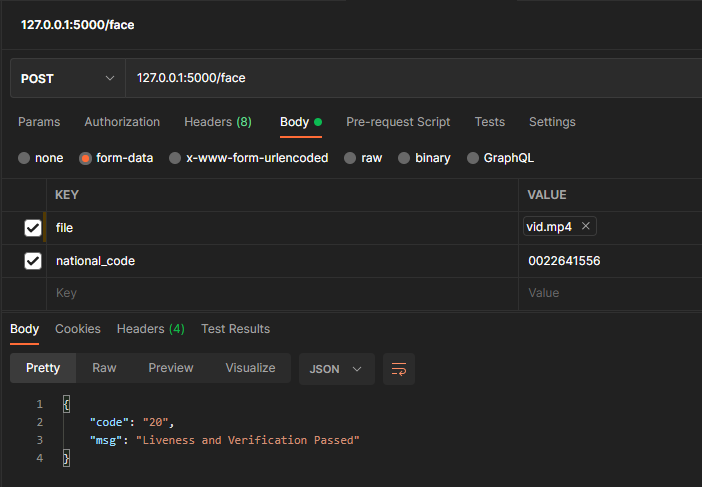 127.0.0.1:5000/face
POST 127.0.0.1:5000/face
Params Authorization Headers (8) Body Pre-request Script Tests Settings
none form-data x-www-form-urlencoded raw binary GraphQL
KEY VALUE
file vid.mp4
national_code 0022641556
Key Value
Body Cookies Headers (4) Test Results
Pretty Raw Preview Visualize JSON
1 {
2 "code": "20",
3 "msg": "Liveness and Verification Passed"
4 }